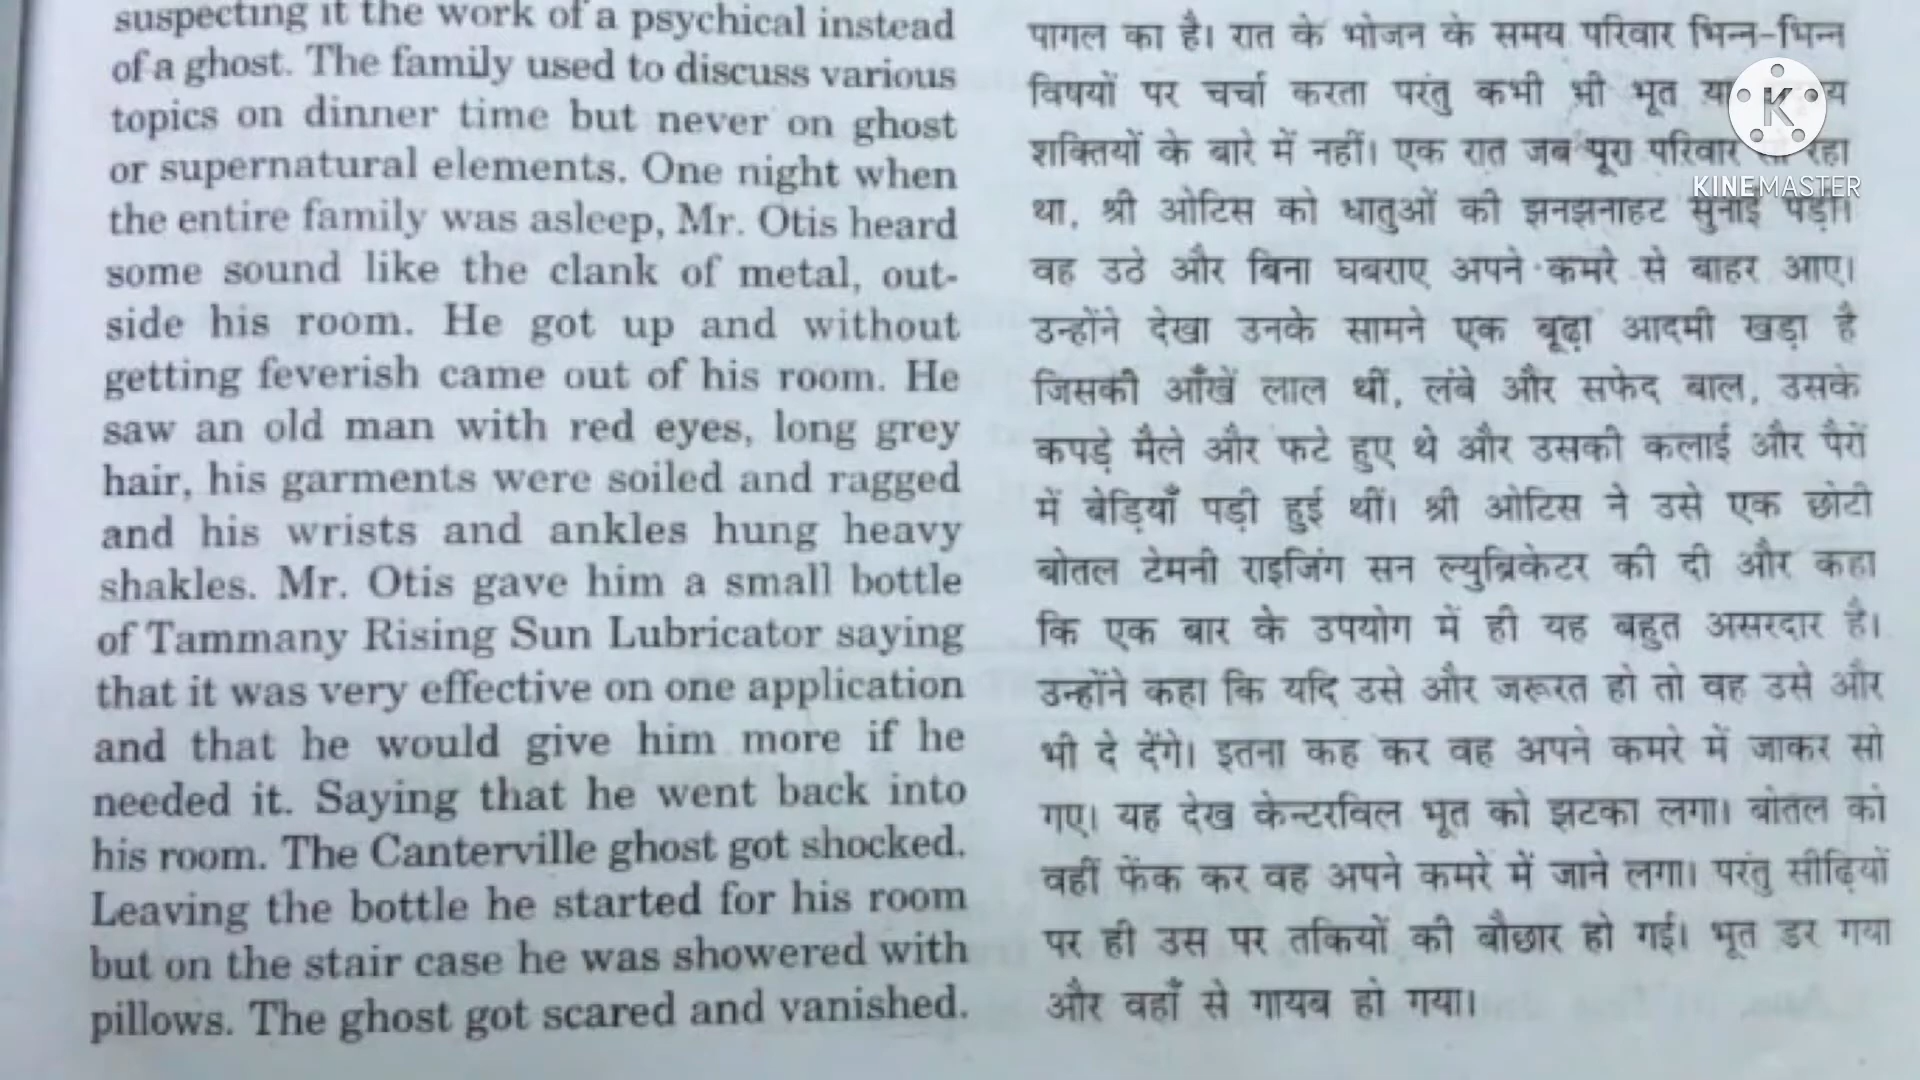 suspecting it the work of a psychical instead
of a ghost. The family used to discuss various
topics on dinner time but never on ghost
or supernatural elements. One night when
the entire family was asleep, Mr. Otis heard
some sound like the clank of metal, out-
side his room. He got up and without
getting feverish came out of his room. He
saw an old man with red eyes, long grey
hair, his garments were soiled and ragged
and his wrists and ankles hung heavy
shakles. Mr. Otis gave him a small bottle
of Tammany Rising Sun Lubricator saying
that it was very effective on one application
and that he would give him more if he
needed it. Saying that he went back into
his room. The Canterville ghost got shocked.
Leaving the bottle he started for his room
but on the stair case he was showered with
pillows. The ghost got scared and vanished.
पागल का है। रात के भोजन के समय परिवार भिन्न-भिन्न
विषयों पर चर्चा करता परंतु कभी भी भूत
शक्तियों के बारे में नहीं। एक रात जब पूरा परिवार रहा
था, श्री ओटिस को धातुओं की झनझनाहट सुनाई पड़ी।
वह उठे और बिना घबराए अपने कमरे से बाहर आए।
उन्होंने देखा उनके सामने एक बूढ़ा आदमी खड़ा है
जिसकी आँखें लाल थीं, लंबे और सफेद बाल, उसके
कपड़े मैले और फटे हुए थे और उसकी कलाई और पैरों
में बेड़ियाँ पड़ी हुई थीं। श्री ओटिस ने उसे एक छोटी
बोतल टेमनी राइजिंग सन ल्युब्रिकेटर की दी और कहा
कि एक बार के उपयोग में ही यह बहुत असरदार है।
उन्होंने कहा कि यदि उसे और जरूरत हो तो वह उसे और
भी दे देंगे। इतना कह कर वह अपने कमरे में जाकर सो
गए। यह देख केन्टरविल भूत को झटका लगा। बोतल को
वहीं फेंक कर वह अपने कमरे में जाने लगा। परंतु सीढ़ियों
पर ही उस पर तकियों की बौछार हो गई। भूत डर गया
और वहाँ से गायब हो गया।
K
KINEMASTER